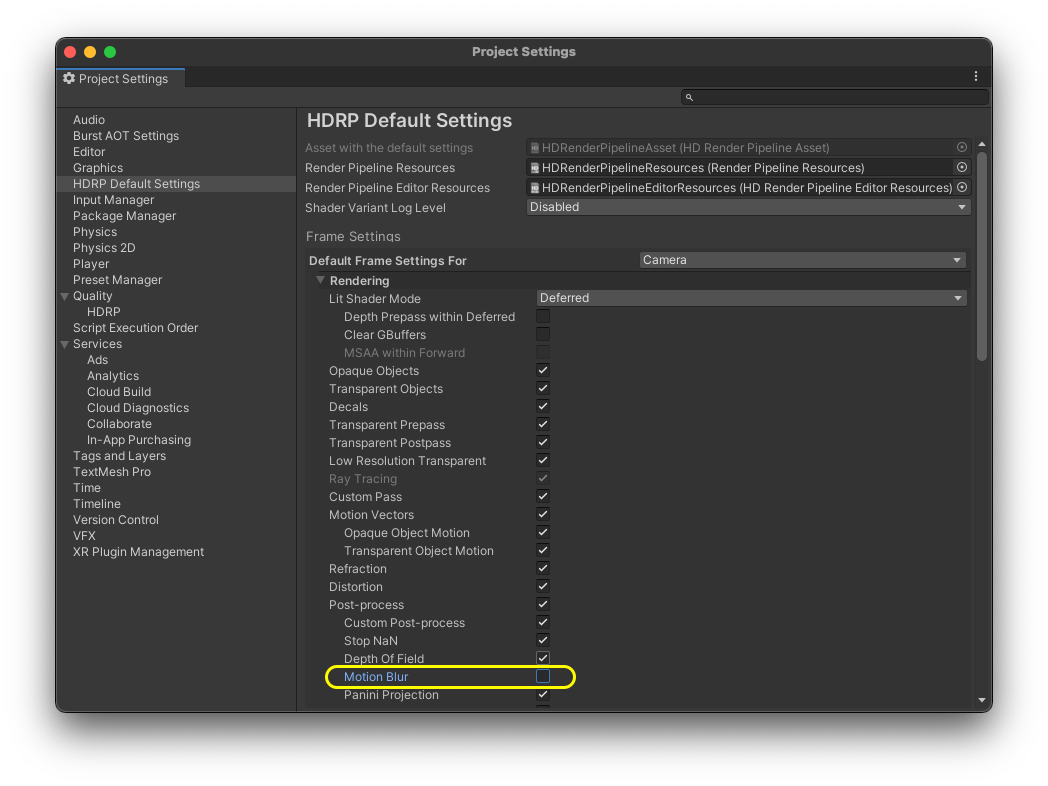 Project Settings
Project Settings
Audio
Burst AOT Settings
Editor
Graphics
HDRP Default Settings
Input Manager
Package Manager
Physics
Physics 2D
Player
Preset Manager
Quality
HDRP
Script Execution Order
Services
Ads
Analytics
Cloud Build
Cloud Diagnostics
Collaborate
In-App Purchasing
Tags and Layers
TextMesh Pro
Time
Timeline
Version Control
VFX
XR Plugin Management
HDRP Default Settings
Asset with the default settings HDRenderPipelineAsset (HD Render Pipeline Asset)
Render Pipeline Resources HDRenderPipelineResources (Render Pipeline Resources)
Render Pipeline Editor Resources HDRenderPipelineEditorResources (HD Render Pipeline Editor Resources)
Shader Variant Log Level Disabled
Frame Settings
Default Frame Settings For Camera
Rendering
Lit Shader Mode Deferred
Depth Prepass within Deferred
Clear GBuffers
MSAA within Forward
Opaque Objects
Transparent Objects
Decals
Transparent Prepass
Transparent Postpass
Low Resolution Transparent
Ray Tracing
Custom Pass
Motion Vectors
Opaque Object Motion
Transparent Object Motion
Refraction
Distortion
Post-process
Custom Post-process
Stop NaN
Depth Of Field
Motion Blur
Panini Projection